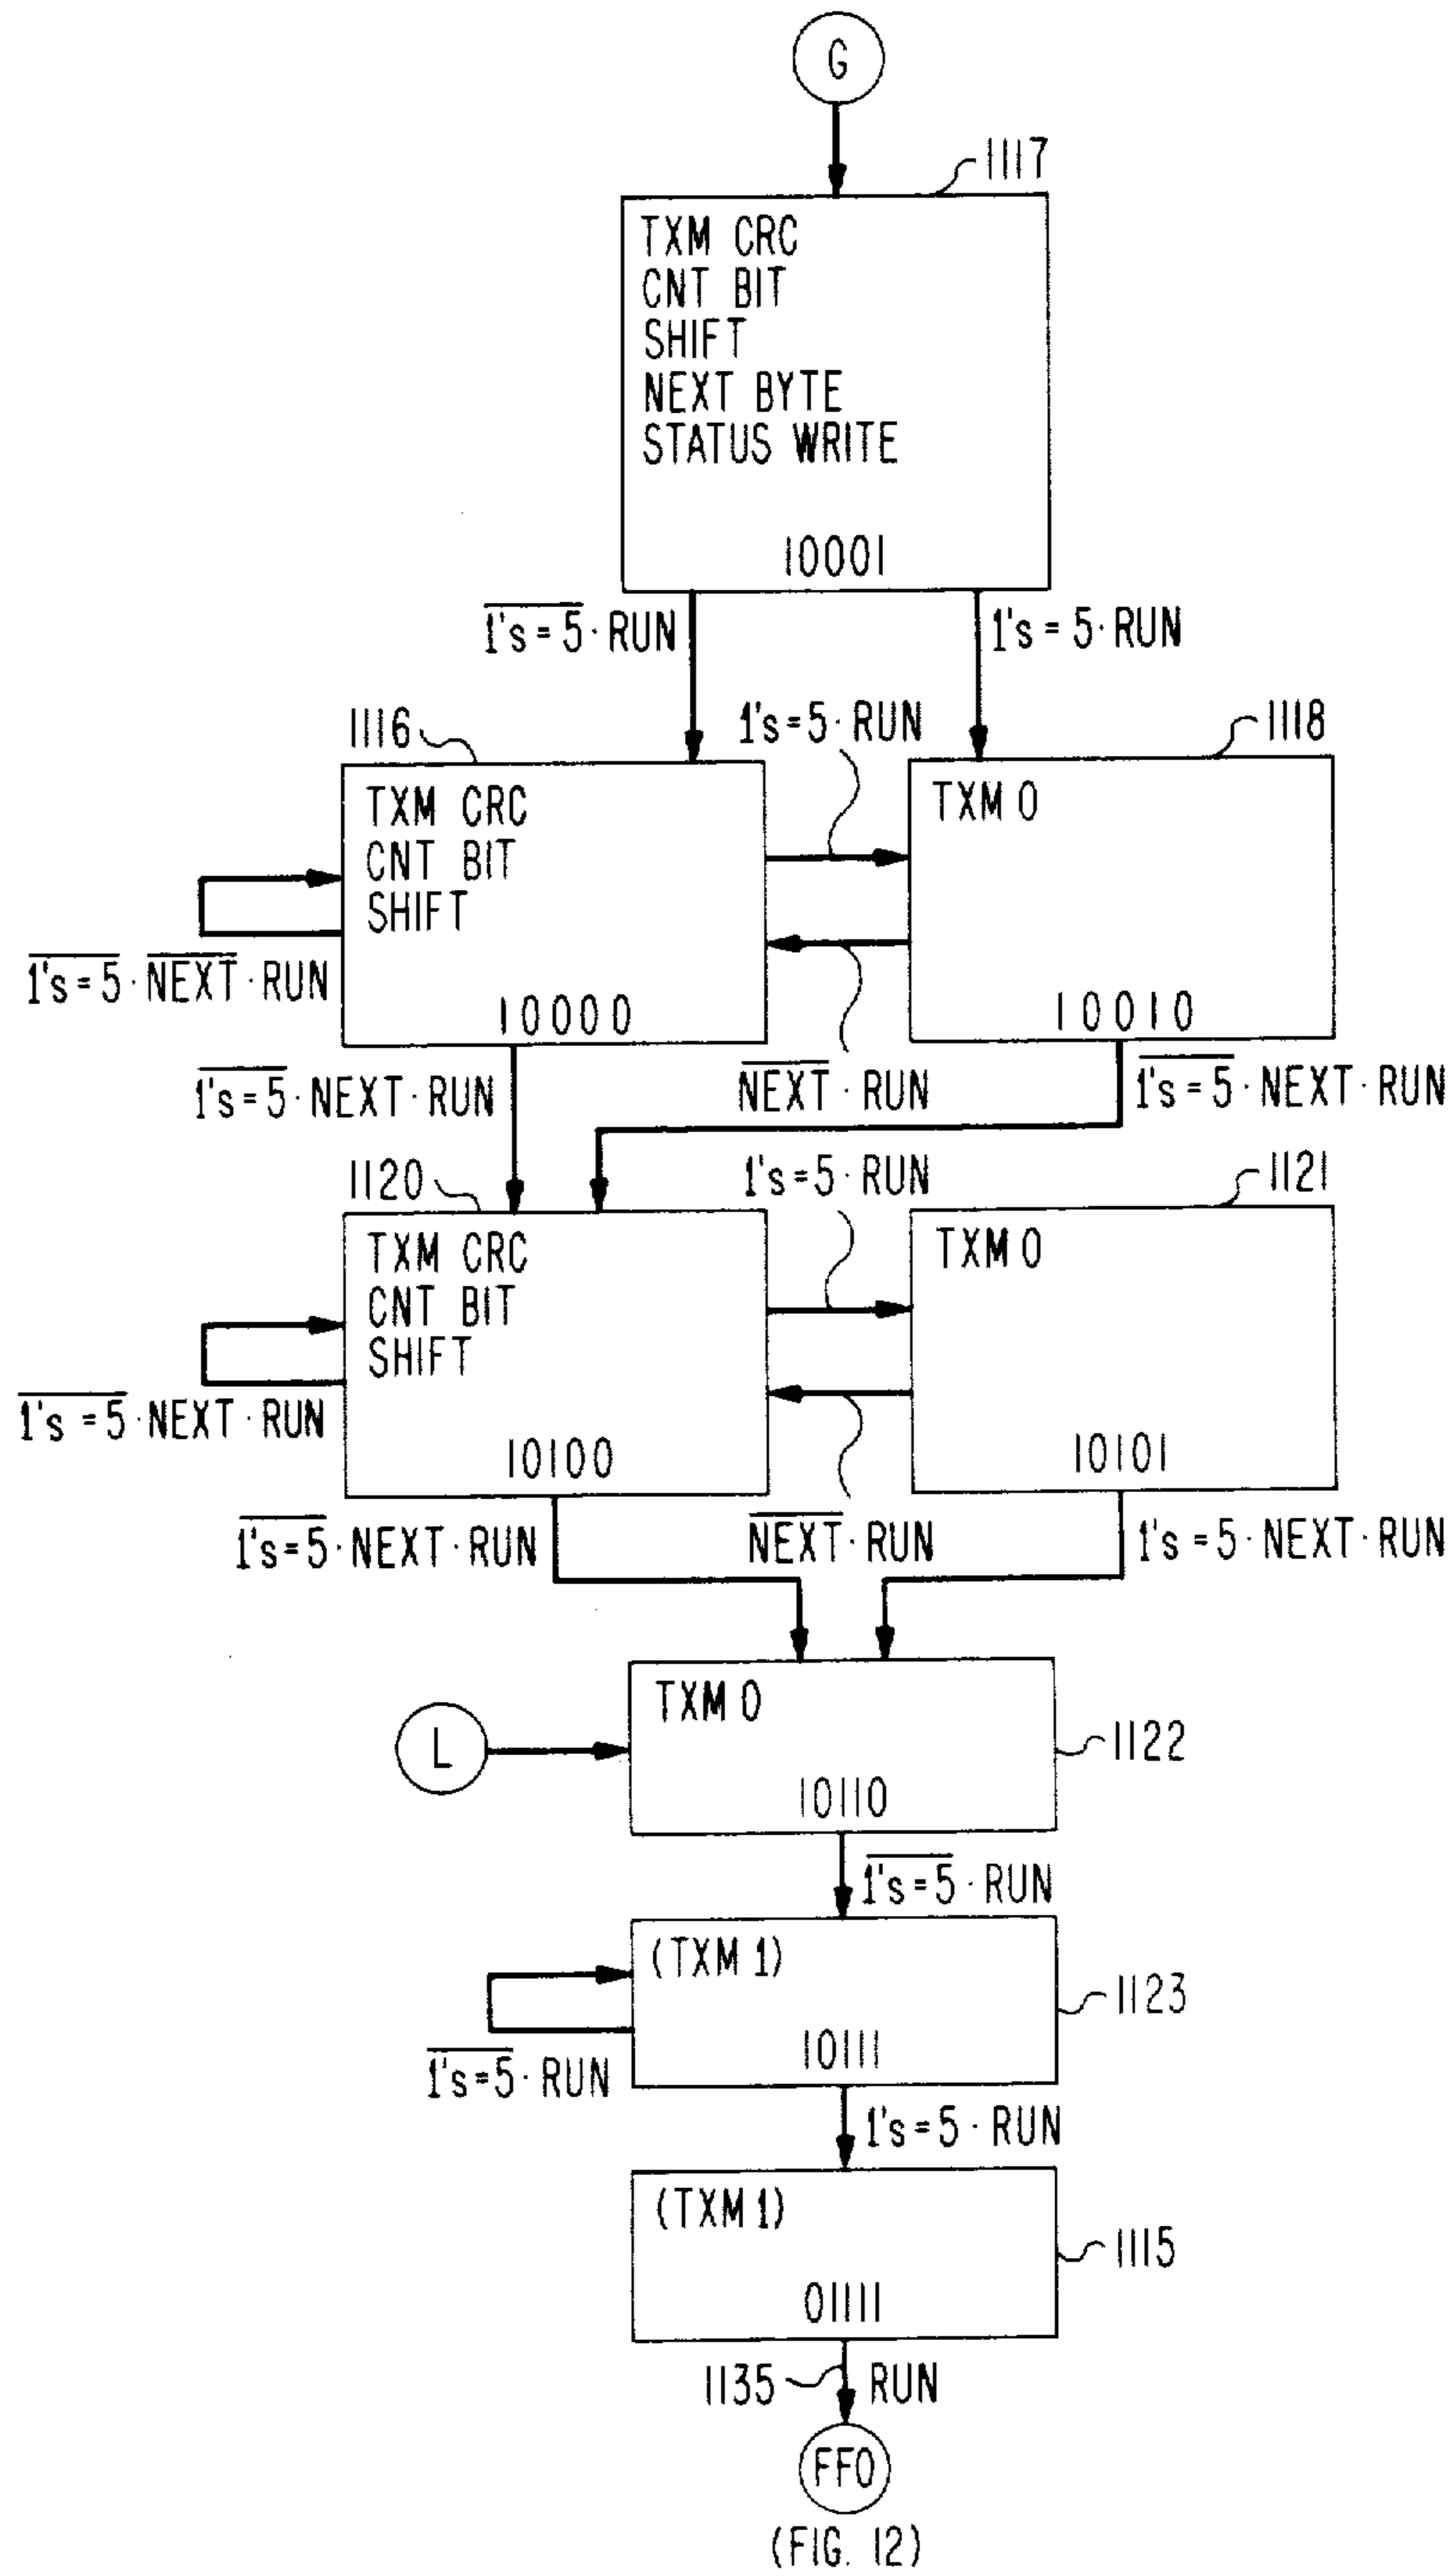 G
1117
TXM CRC
CNT BIT
SHIFT
NEXT BYTE
STATUS WRITE
10001
1's=5·RUN
1's=5·RUN
1116
1's=5·RUN
1118
TXM CRC
CNT BIT
SHIFT
10000
TXM 0
10010
1's=5·NEXT·RUN
1's=5·NEXT·RUN
NEXT·RUN
1's=5·NEXT·RUN
1120
1's=5·RUN
1121
TXM CRC
CNT BIT
SHIFT
10100
TXM 0
10101
1's=5·NEXT·RUN
1's=5·NEXT·RUN
NEXT·RUN
1's=5·NEXT·RUN
TXM 0
10110
L
1122
1's=5·RUN
(TXM 1)
10111
1123
1's=5·RUN
1's=5·RUN
(TXM 1)
01111
1115
1135
RUN
FFO
(FIG. 12)